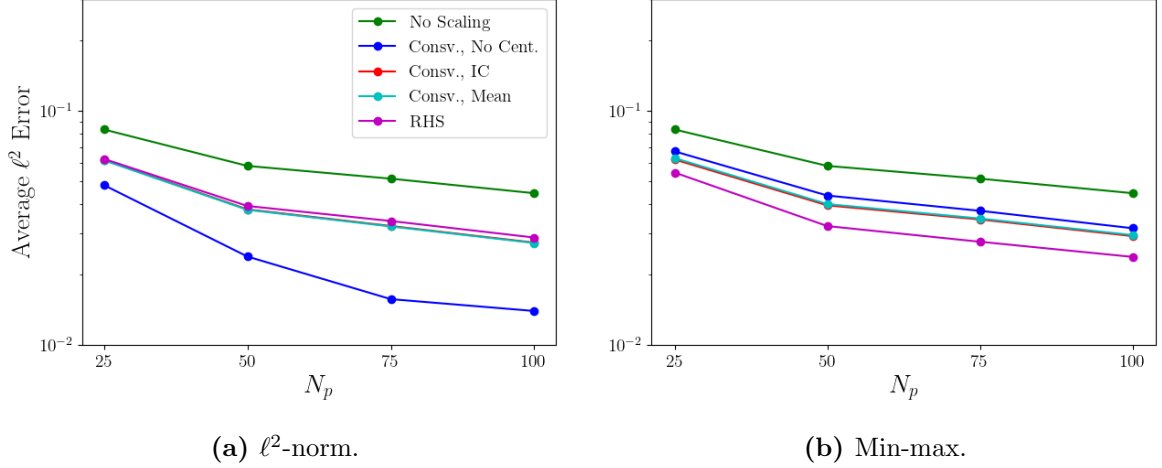 No Scaling
Consv., No Cent.
Consv., IC
Consv., Mean
RHS
Average ℓ² Error
10⁻¹
10⁻²
25 50 75 100
N_p
(a) ℓ²-norm.
10⁻¹
10⁻²
25 50 75 100
N_p
(b) Min-max.